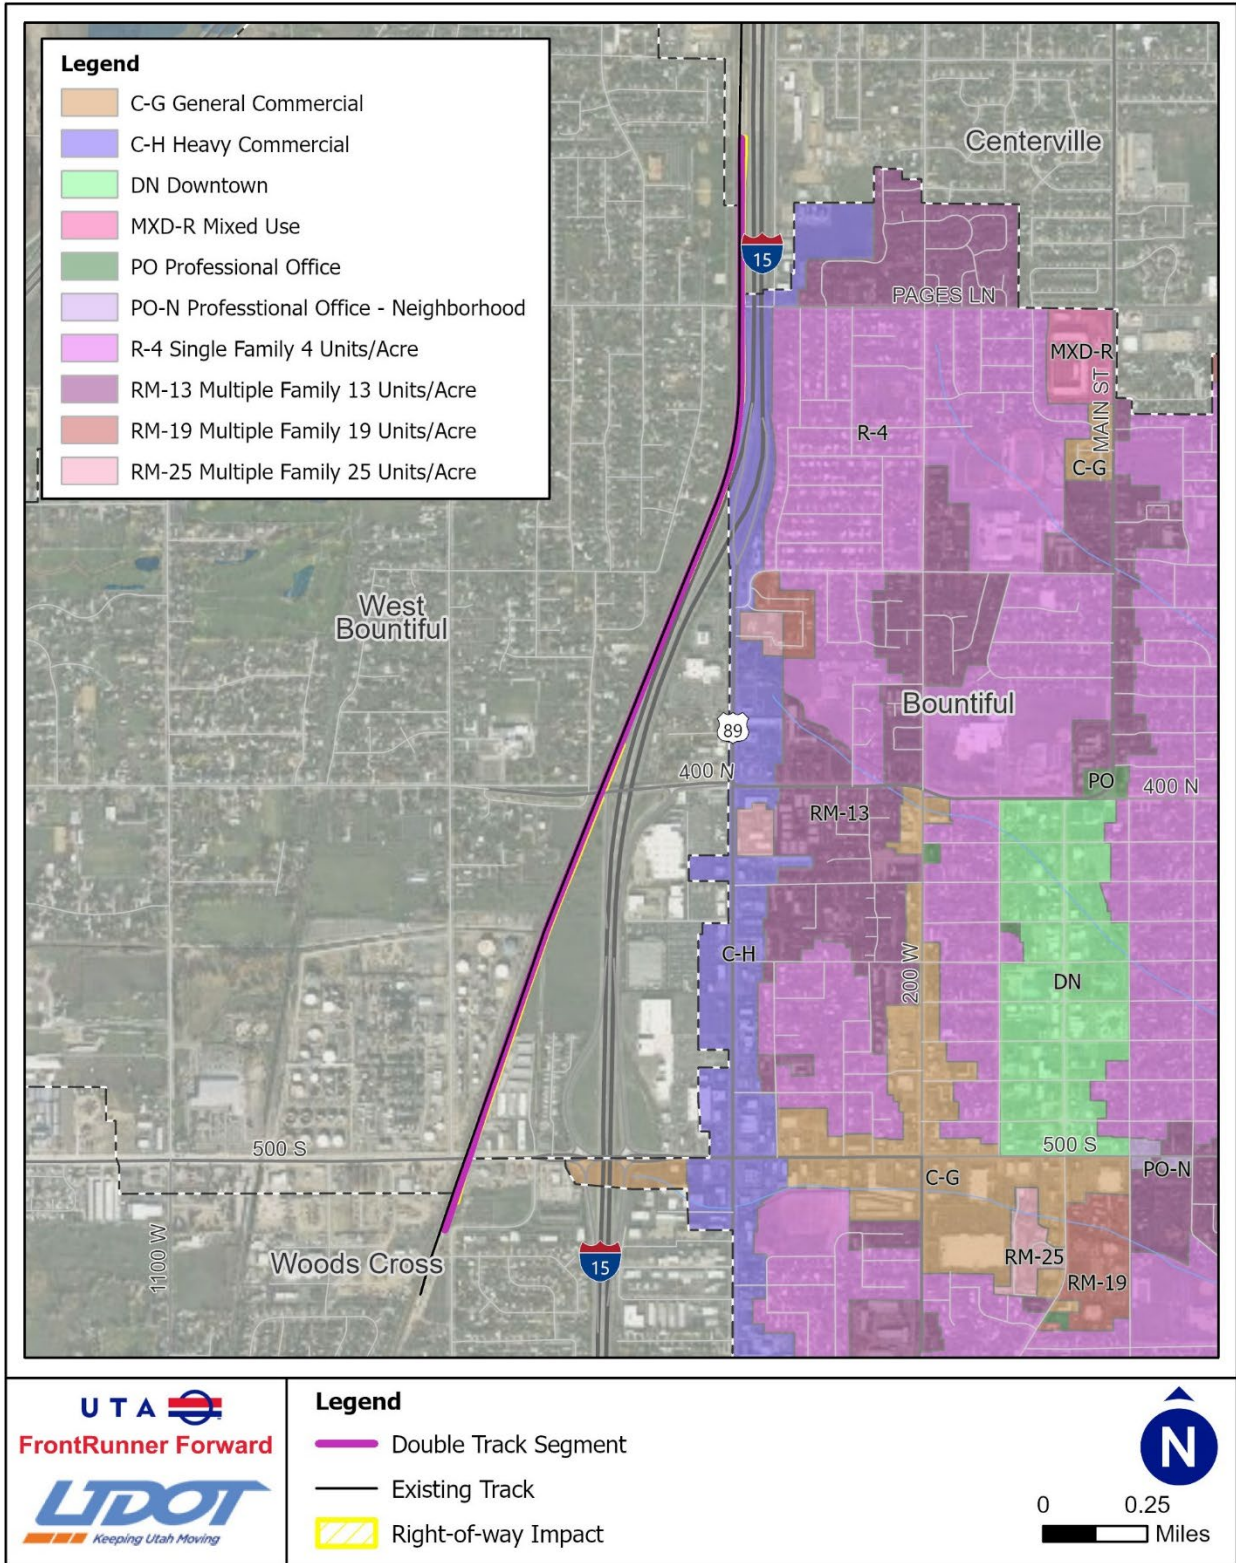 Legend
C-G General Commercial
C-H Heavy Commercial
DN Downtown
MXD-R Mixed Use
PO Professional Office
PO-N Professtional Office - Neighborhood
R-4 Single Family 4 Units/Acre
RM-13 Multiple Family 13 Units/Acre
RM-19 Multiple Family 19 Units/Acre
RM-25 Multiple Family 25 Units/Acre
Centerville
15
PAGES LN
MXD-R
MAIN ST
R-4
C-G
West
Bountiful
Bountiful
89
400 N
PO
400 N
RM-13
C-H
200 W
DN
500 S
500 S
PO-N
C-G
1100 W
Woods Cross
15
RM-25
RM-19
UTA
FrontRunner Forward
UDOT
Keeping Utah Moving
Legend
Double Track Segment
Existing Track
Right-of-way Impact
N
0 0.25
Miles